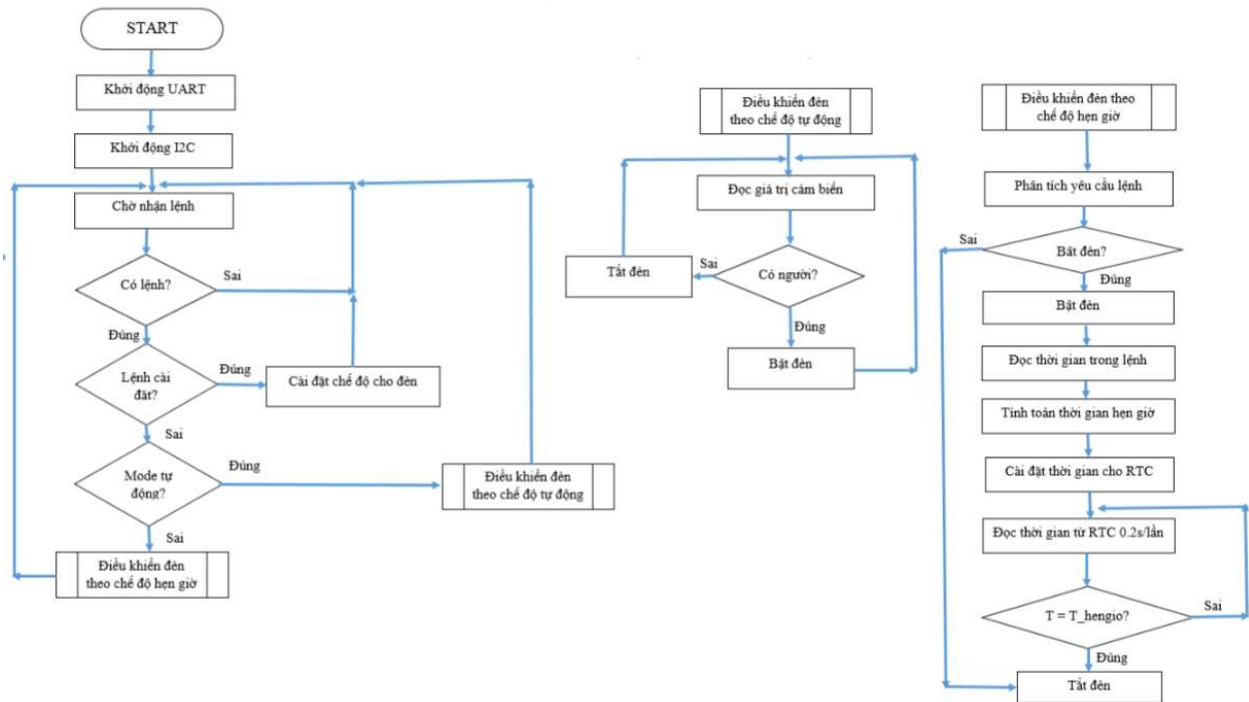 START
Khởi động UART
Khởi động I2C
Chờ nhận lệnh
Có lệnh?
Sai
Đúng
Lệnh cài
đăt?
Đúng
Cài đặt chế độ cho đèn
Sai
Mode tự
động?
Đúng
Điều khiển đèn
theo chế độ tự động
Sai
Điều khiển đèn
theo chế độ hẹn giờ
Điều khiển đèn
theo chế độ tự động
Đọc giá trị cảm biến
Có người?
Sai
Tắt đèn
Đúng
Bật đèn
Điều khiển đèn theo
chế độ hẹn giờ
Phân tích yêu cầu lệnh
Sai
Bât đèn?
Đúng
Bật đèn
Đọc thời gian trong lệnh
Tính toán thời gian hẹn giờ
Cài đặt thời gian cho RTC
Đọc thời gian từ RTC 0.2s/lần
T = T_hengio?
Sai
Đúng
Tắt đèn